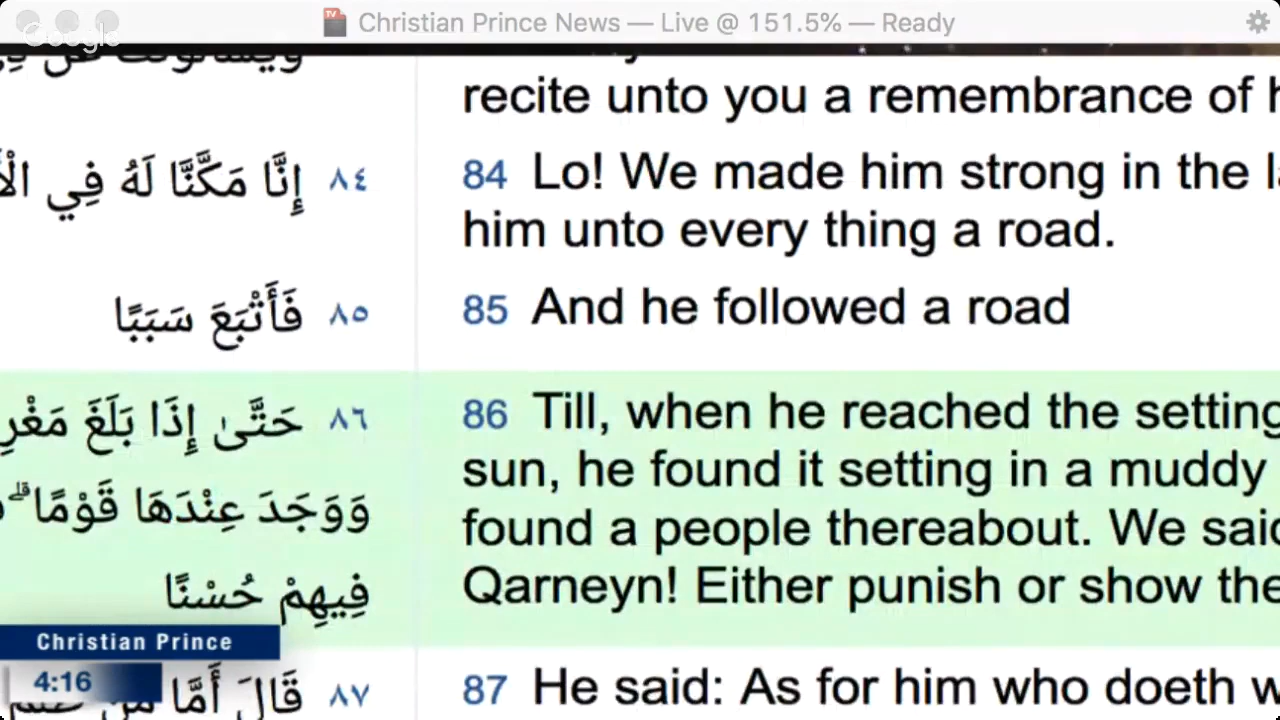 Christian Prince News — Live @ 151.5% — Ready
Google
recite unto you a remembrance of
إِنَّا مَكَّنَّا لَهُ فِي ٨٤
84 Lo! We made him strong in the
him unto every thing a road.
فَأَتْبَعَ سَبَبًا ٨٥
85 And he followed a road
حَتَّىٰ إِذَا بَلَغَ ٨٦
وَوَجَدَ عِنْدَهَا قَوْمًا ۗ
فِيهِمْ حُسْنًا
86 Till, when he reached the setting
sun, he found it setting in a muddy
found a people thereabout. We
Qarneyn! Either punish or show
قَالَ أَمَّا مَنْ ٨٧
87 He said: As for him who doeth
Christian Prince
4:16